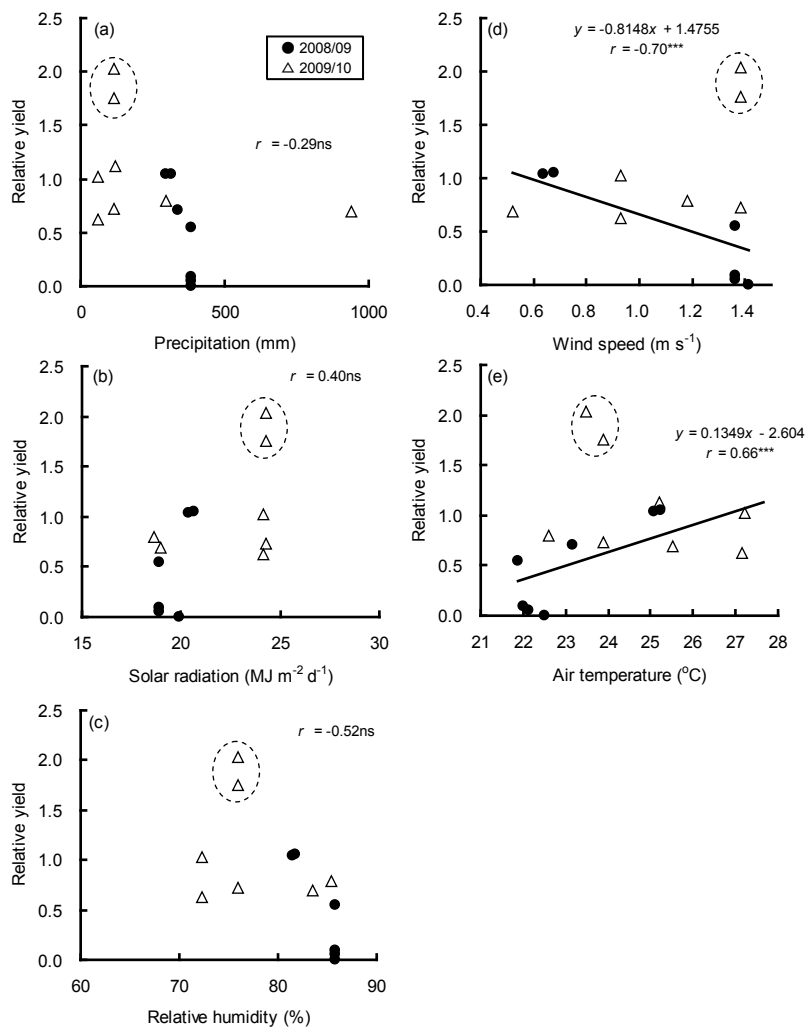 (a)
2008/09
2009/10
r = -0.29ns
Relative yield
2.5
2.0
1.5
1.0
0.5
0.0
0
500
1000
Precipitation (mm)
(b)
r = 0.40ns
Relative yield
2.5
2.0
1.5
1.0
0.5
0.0
15
20
25
30
Solar radiation (MJ m⁻² d⁻¹)
(c)
r = -0.52ns
Relative yield
2.5
2.0
1.5
1.0
0.5
0.0
60
70
80
90
Relative humidity (%)
(d)
y = -0.8148x + 1.4755
r = -0.70***
Relative yield
2.5
2.0
1.5
1.0
0.5
0.0
0.4
0.6
0.8
1.0
1.2
1.4
Wind speed (m s⁻¹)
(e)
y = 0.1349x - 2.604
r = 0.66***
Relative yield
2.5
2.0
1.5
1.0
0.5
0.0
21
22
23
24
25
26
27
28
Air temperature (°C)